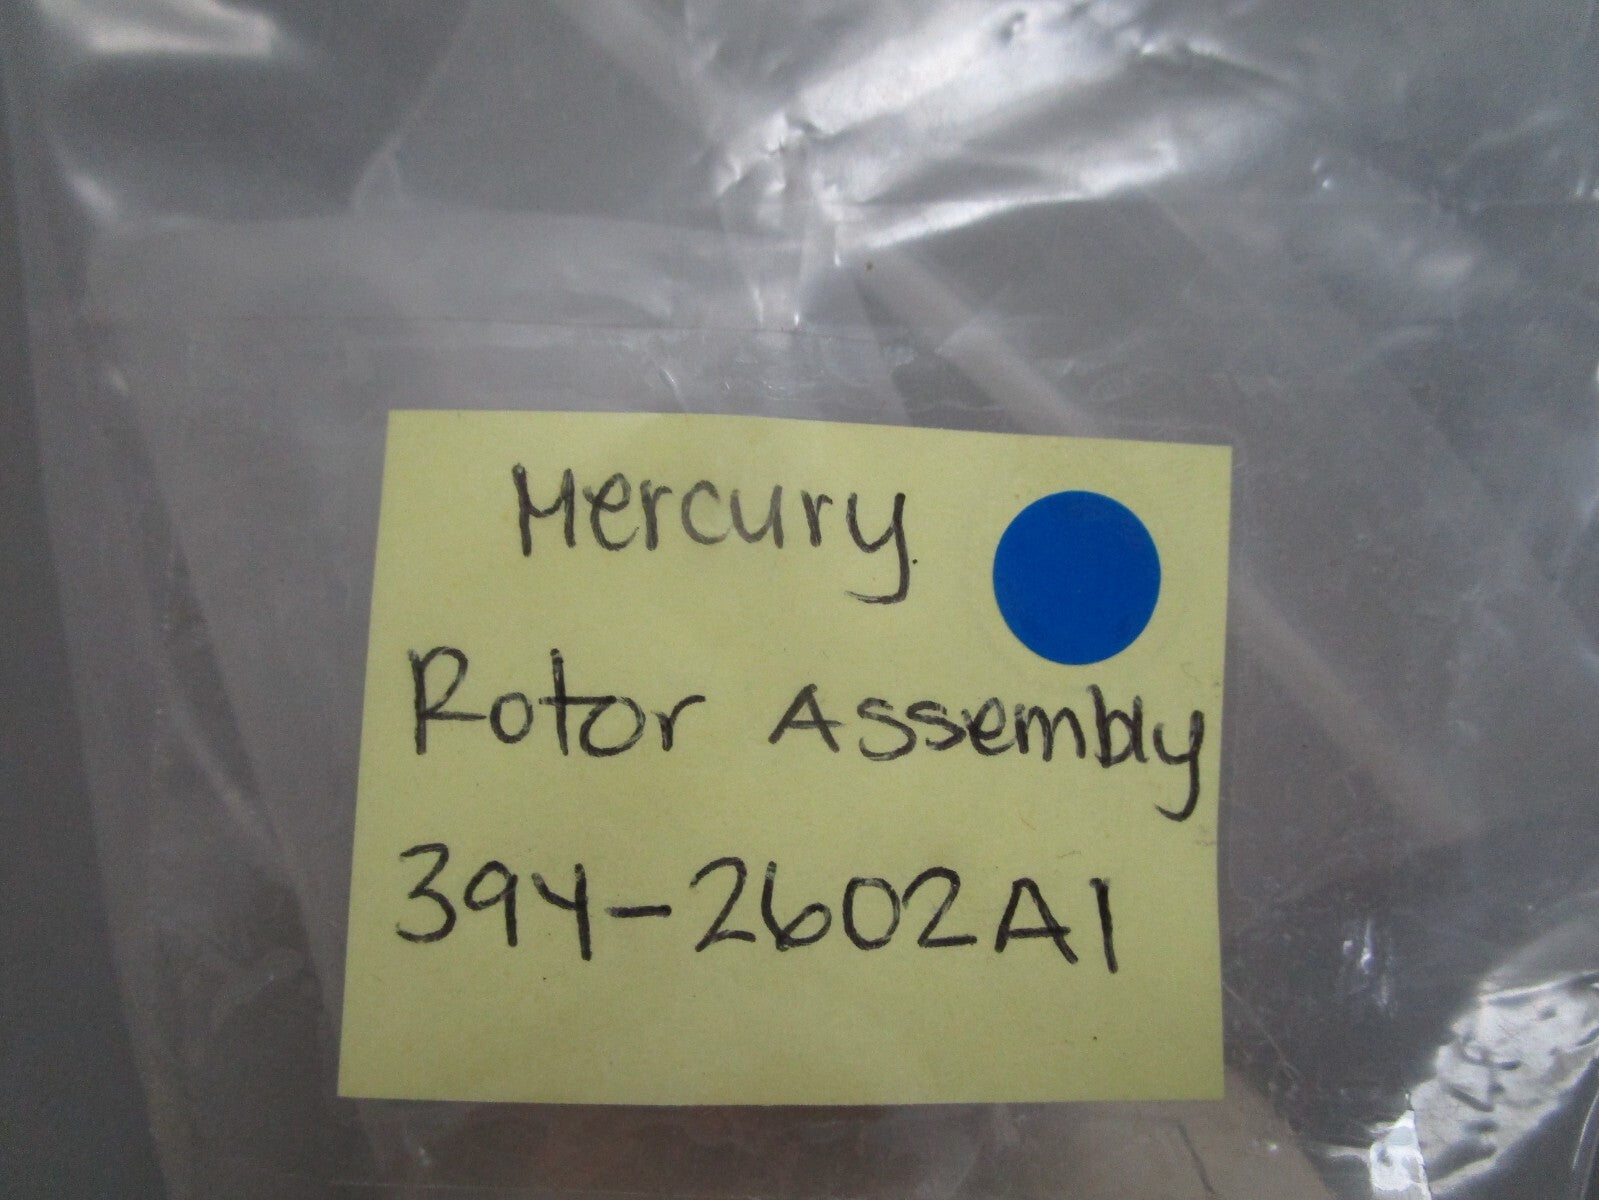 Mercury
Rotor Assembly
394-2602A1